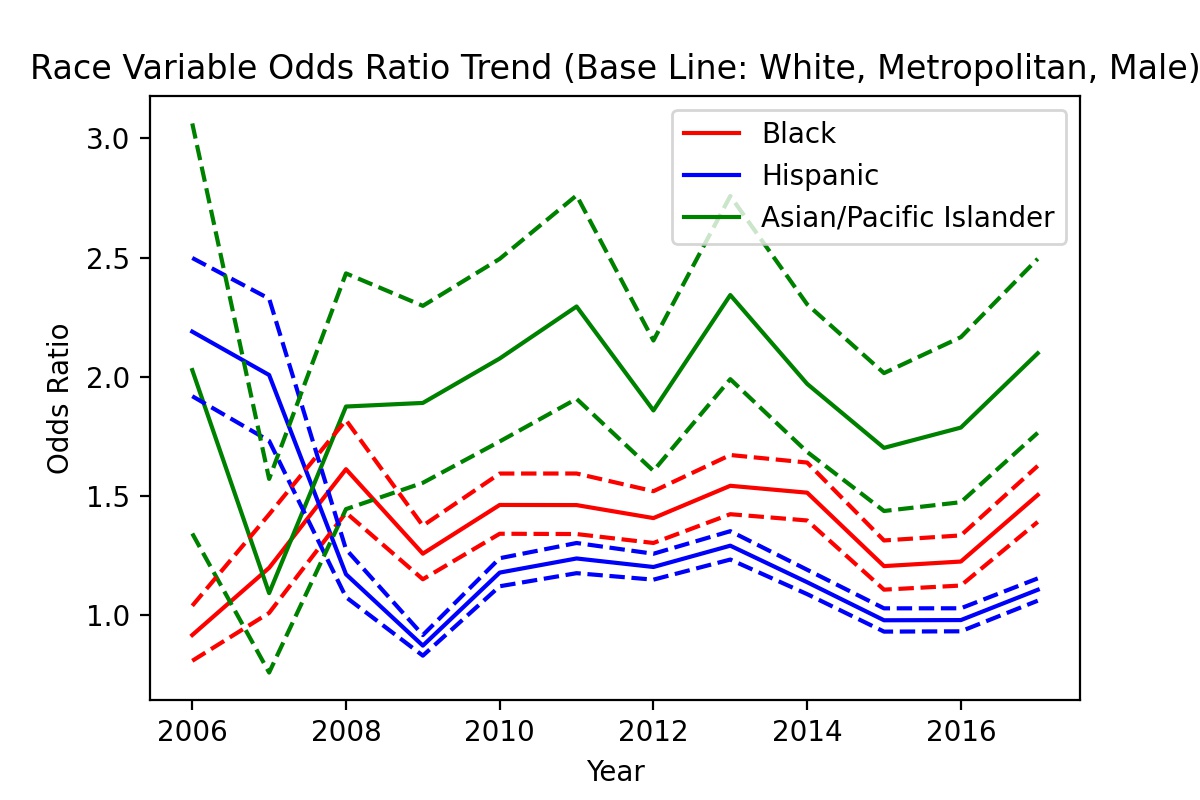 Race Variable Odds Ratio Trend (Base Line: White, Metropolitan, Male)
Black
Hispanic
Asian/Pacific Islander
3.0
2.5
2.0
1.5
1.0
Odds Ratio
2006 2008 2010 2012 2014 2016
Year